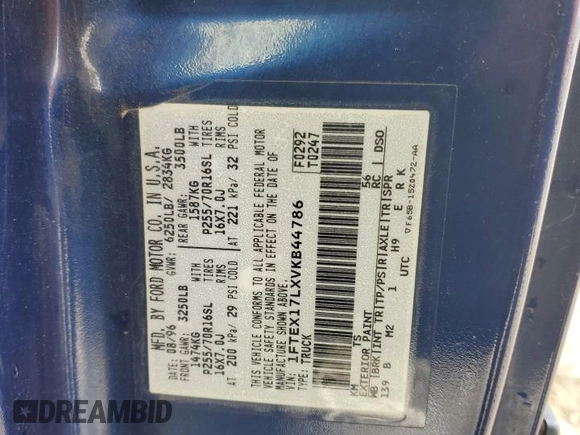 MFD. BY FORD MOTOR CO. IN U.S.A.
DATE: 08/96 GVWR: 6250LB/ 2834KG
FRONT GAWR: 3250LB REAR GAWR: 3500LB
1474KG WITH 1587KG WITH
P255/70R16SL TIRES P255/70R16SL TIRES
16X7.0J RIMS 16X7.0J RIMS
AT 200 kPa/ 29 PSI COLD AT 221 kPa/ 32 PSI COLD
THIS VEHICLE CONFORMS TO ALL APPLICABLE FEDERAL MOTOR
VEHICLE SAFETY STANDARDS IN EFFECT ON THE DATE OF
MANUFACTURE SHOWN ABOVE.
VIN: 1FTEX17LXVKB44786
TYPE: TRUCK
F0292
T0247
KM TS 56
EXTERIOR PAINT RC DSO
WB BRK INT TR TP/PS R AXLE TR SPR
139 B M2 1 H9 E R K
UTC
▽F65B-1520472-AA
DREAMBID